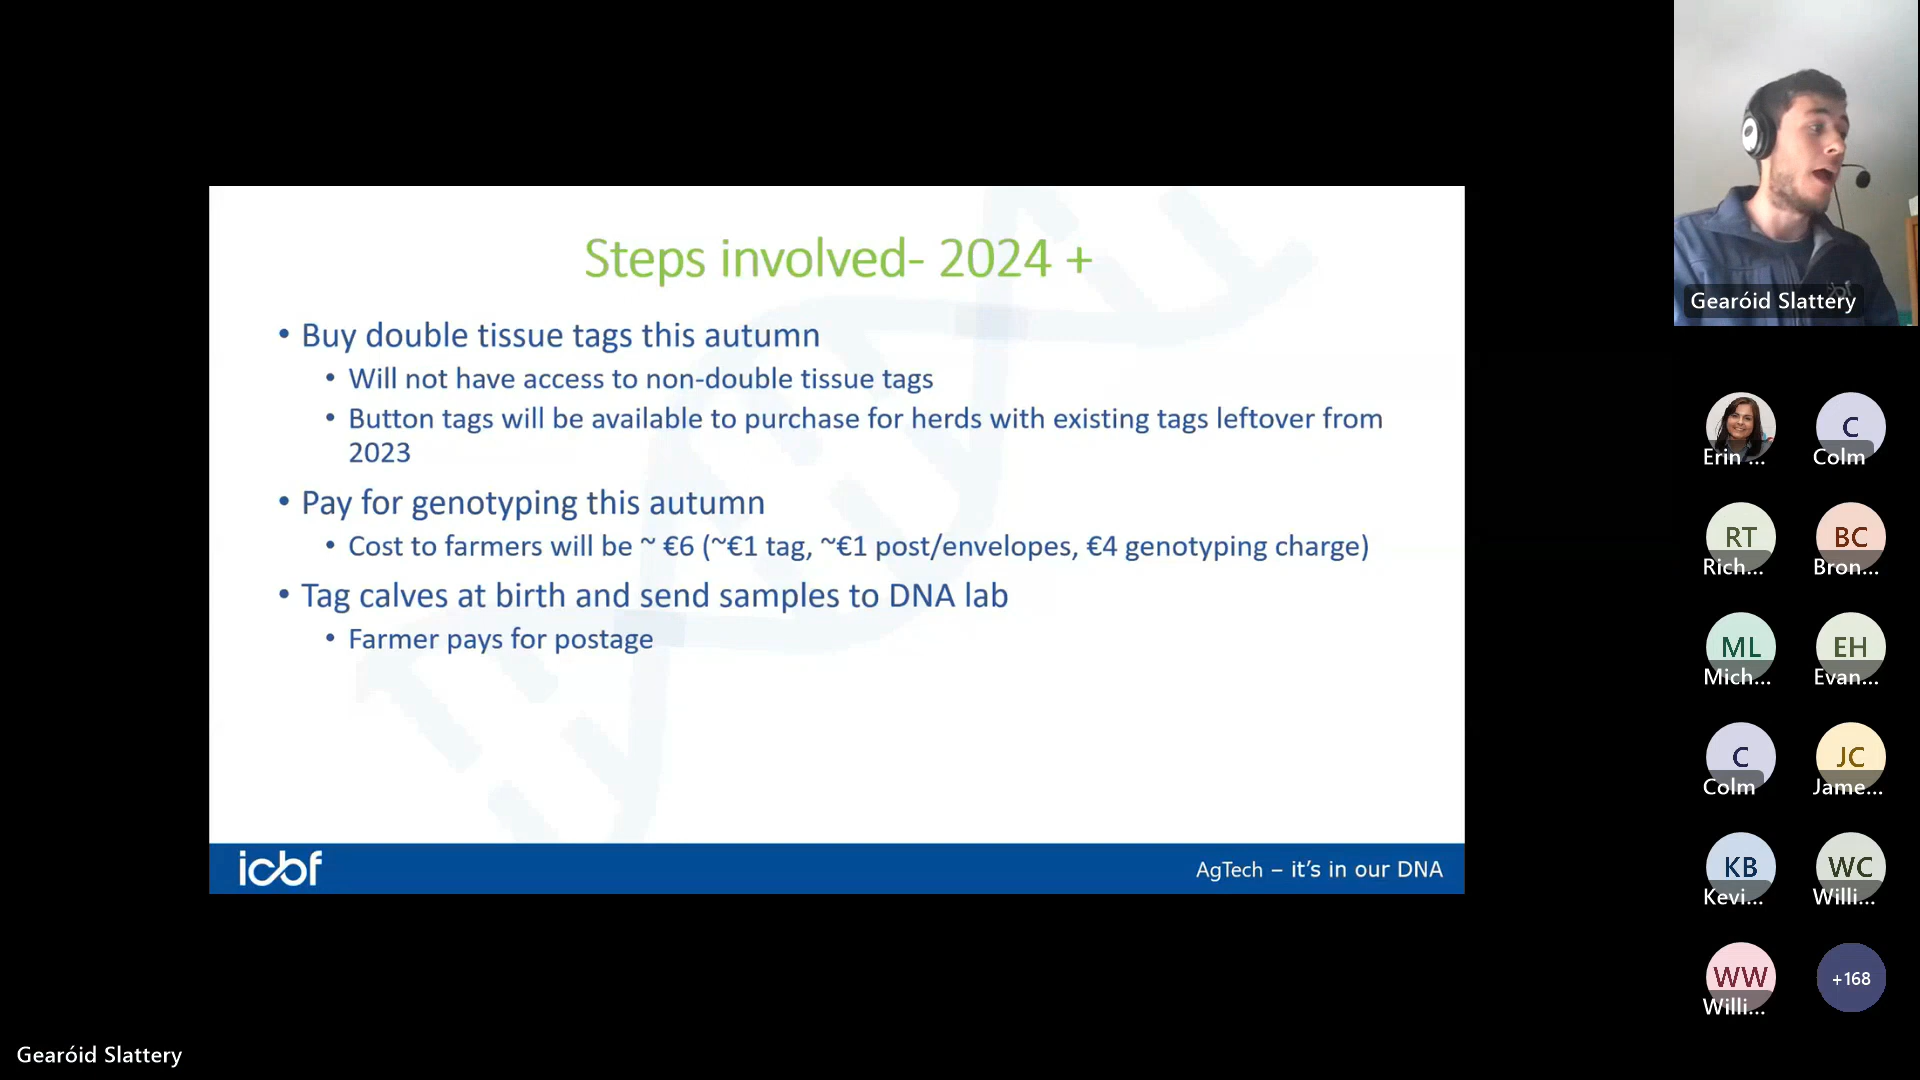 Steps involved- 2024 +
• Buy double tissue tags this autumn
• Will not have access to non-double tissue tags
• Button tags will be available to purchase for herds with existing tags leftover from
2023
• Pay for genotyping this autumn
• Cost to farmers will be ~ €6 (~€1 tag, ~€1 post/envelopes, €4 genotyping charge)
• Tag calves at birth and send samples to DNA lab
• Farmer pays for postage
icbf
AgTech – it's in our DNA
Gearóid Slattery
Erin ...
C
Colm
RT
Rich...
BC
Bron...
ML
Mich...
EH
Evan...
C
Colm
JC
Jame...
KB
Kevi...
WC
Willi...
WW
Willi...
+168
Gearóid Slattery